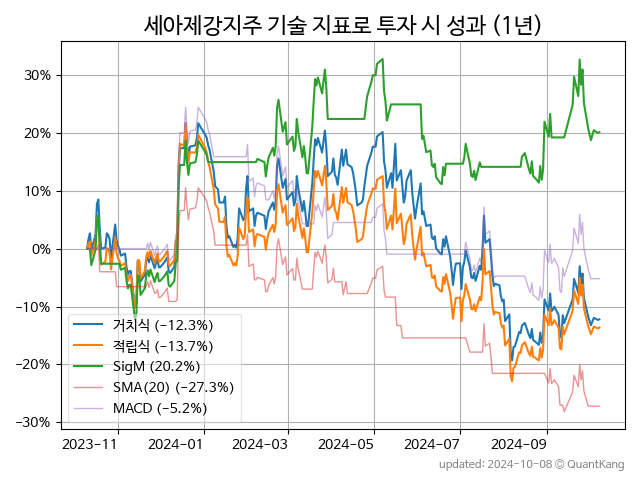 세아제강지주 기술 지표로 투자 시 성과 (1년)
30%
20%
10%
0%
−10%
−20%
−30%
거치식 (−12.3%)
적립식 (−13.7%)
SigM (20.2%)
SMA(20) (−27.3%)
MACD (−5.2%)
2023-11 2024-01 2024-03 2024-05 2024-07 2024-09
updated: 2024-10-08 © QuantKang